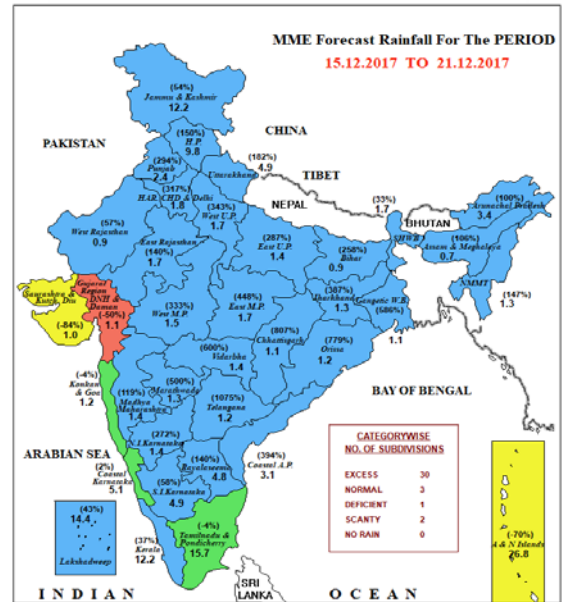 MME Forecast Rainfall For The PERIOD
15.12.2017 TO 21.12.2017
(54%)
Jammu & Kashmir
12.2
CHINA
PAKISTAN
(150%)
H.P.
9.8
(294%)
Punjab
2.4
(182%)
4.9
Uttarakhand
TIBET
(317%)
HAR. CHD & Delhi
1.8
(343%)
West U.P.
1.7
NEPAL
(33%)
1.7
(100%)
Arunachal Pradesh
3.4
BHUTAN
(57%)
West Rajasthan
0.9
East Rajasthan
(140%)
1.7
(287%)
East U.P.
1.4
(258%)
Bihar
0.9
SHWB
(106%)
Assam & Meghalaya
0.7
NMMT
(147%)
1.3
Saurashtra &
Kutch, Diu
(-84%)
1.0
Gujarat
Region
DNH &
Daman
(-50%)
1.1
(333%)
West M.P.
1.5
(448%)
East M.P.
1.7
(387%)
Jharkhand
1.3
Gangetic W.B.
(686%)
1.1
(807%)
Chhattisgarh
1.1
(779%)
Orissa
1.2
(600%)
Vidarbha
1.4
(-4%)
Konkan
& Goa
1.2
(119%)
Madhya
Maharashtra
1.4
(500%)
Marathwada
1.3
(1075%)
Telangana
1.2
BAY OF BENGAL
ARABIAN SEA
(272%)
N.I Karnataka
1.4
(2%)
Coastal
Karnataka
5.1
(140%)
Rayalaseema
4.8
(394%)
Coastal A.P.
3.1
(58%)
S.I Karnataka
4.9
CATEGORYWISE
NO. OF SUBDIVISIONS
EXCESS 30
NORMAL 3
DEFICIENT 1
SCANTY 2
NO RAIN 0
(43%)
14.4
Lakshadweep
(37%)
Kerala
12.2
(-4%)
Tamilnadu &
Pondicherry
15.7
(-70%)
A & N Islands
26.8
SRI
LANKA
INDIAN OCEAN